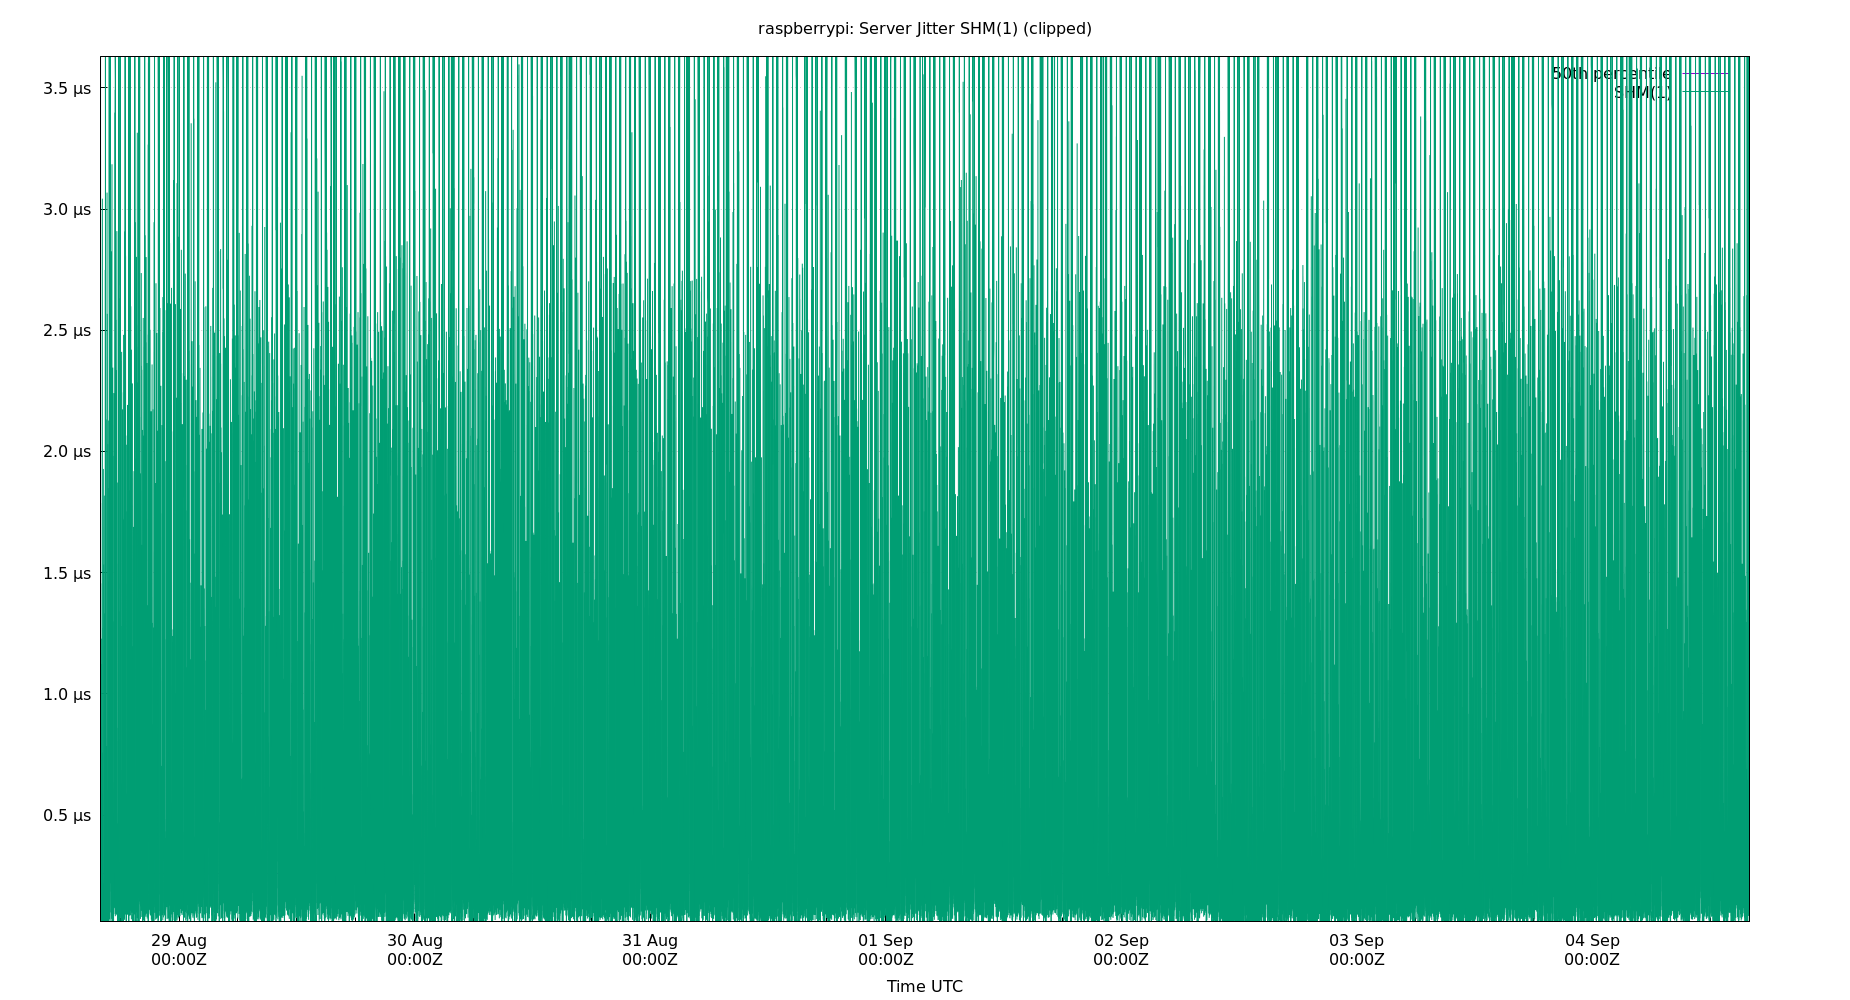 raspberrypi: Server Jitter SHM(1) (clipped)
50th percentile
SHM(1)
3.5 µs
3.0 µs
2.5 µs
2.0 µs
1.5 µs
1.0 µs
0.5 µs
29 Aug 30 Aug 31 Aug 01 Sep 02 Sep 03 Sep 04 Sep
00:00Z 00:00Z 00:00Z 00:00Z 00:00Z 00:00Z 00:00Z
Time UTC